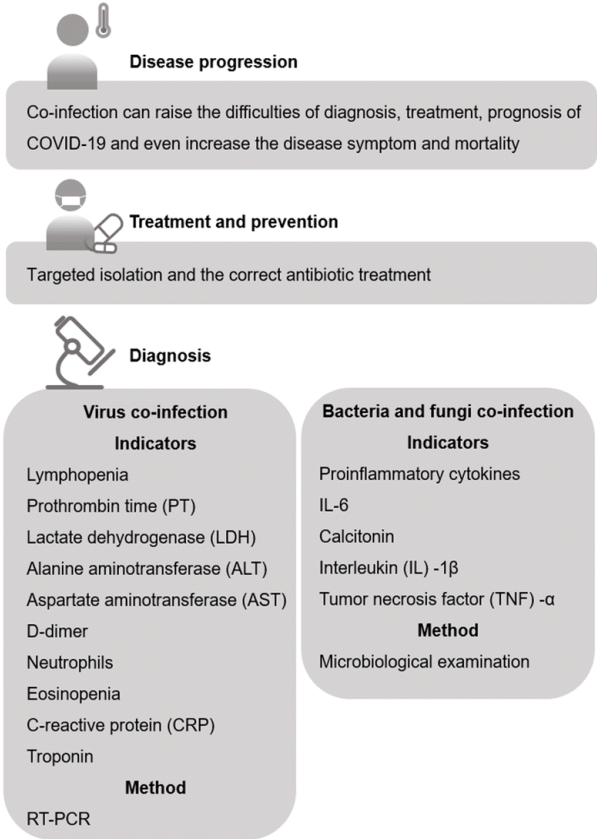 Disease progression
Co-infection can raise the difficulties of diagnosis, treatment, prognosis of
COVID-19 and even increase the disease symptom and mortality
Treatment and prevention
Targeted isolation and the correct antibiotic treatment
Diagnosis
Virus co-infection
Indicators
Lymphopenia
Prothrombin time (PT)
Lactate dehydrogenase (LDH)
Alanine aminotransferase (ALT)
Aspartate aminotransferase (AST)
D-dimer
Neutrophils
Eosinopenia
C-reactive protein (CRP)
Troponin
Method
RT-PCR
Bacteria and fungi co-infection
Indicators
Proinflammatory cytokines
IL-6
Calcitonin
Interleukin (IL) -1β
Tumor necrosis factor (TNF) -α
Method
Microbiological examination